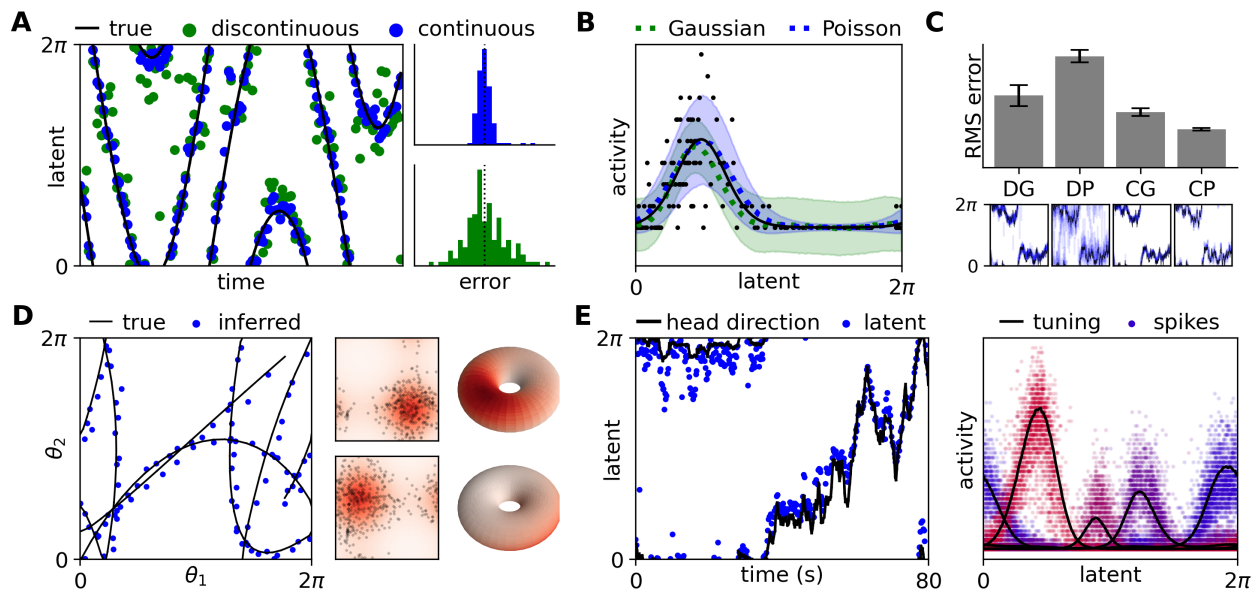 A
true discontinuous continuous
2π
latent
0
time
error
B
Gaussian Poisson
activity
0
latent
2π
C
RMS error
DG DP CG CP
2π
0
D
true inferred
2π
θ2
0
0
θ1
2π
E
head direction latent
2π
latent
0
0
time (s)
80
tuning spikes
activity
0
latent
2π